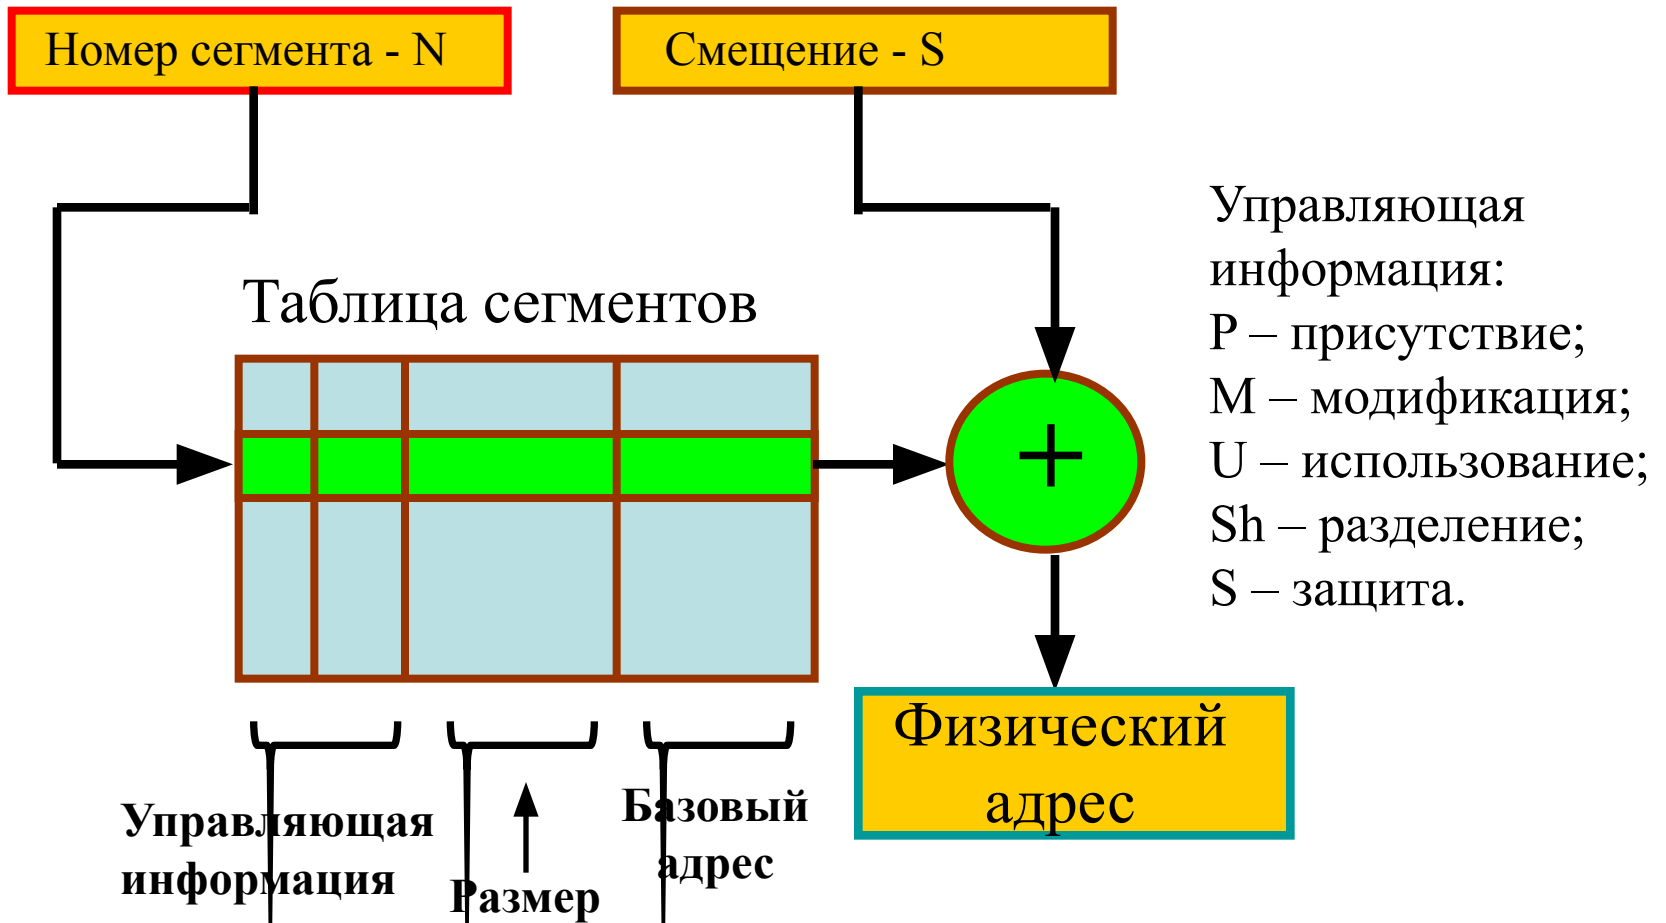 Номер сегмента - N
Смещение - S
Таблица сегментов
+
Управляющая
информация:
P – присутствие;
M – модификация;
U – использование;
Sh – разделение;
S – защита.
Управляющая
информация
Размер
Базовый
адрес
Физический
адрес